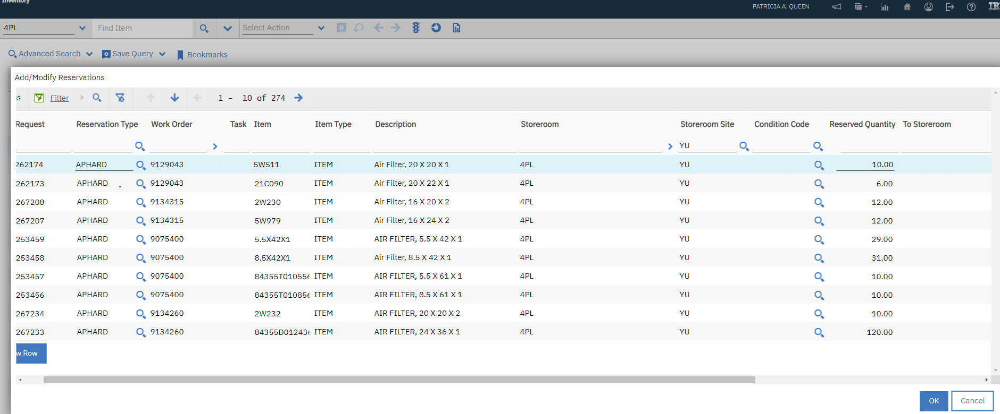 Inventory
PATRICIA A. QUEEN
4PL Find Item Select Action
Advanced Search Save Query Bookmarks
Add/Modify Reservations
Filter 1 - 10 of 274
Request Reservation Type Work Order Task Item Item Type Description Storeroom Storeroom Site Condition Code Reserved Quantity To Storeroom
YU
262174 APHARD 9129043 5W511 ITEM Air Filter, 20 X 20 X 1 4PL YU 10.00
262173 APHARD 9129043 21C090 ITEM Air Filter, 20 X 22 X 1 4PL YU 6.00
267208 APHARD 9134315 2W230 ITEM Air Filter, 16 X 20 X 2 4PL YU 12.00
267207 APHARD 9134315 5W979 ITEM Air Filter, 16 X 24 X 2 4PL YU 12.00
253459 APHARD 9075400 5.5X42X1 ITEM AIR FILTER, 5.5 X 42 X 1 4PL YU 29.00
253458 APHARD 9075400 8.5X42X1 ITEM Air Filter, 8.5 X 42 X 1 4PL YU 31.00
253457 APHARD 9075400 84355T010556 ITEM AIR FILTER, 5.5 X 61 X 1 4PL YU 10.00
253456 APHARD 9075400 84355T010856 ITEM AIR FILTER, 8.5 X 61 X 1 4PL YU 10.00
267234 APHARD 9134260 2W232 ITEM AIR FILTER, 20 X 20 X 2 4PL YU 10.00
267233 APHARD 9134260 84355D012436 ITEM AIR FILTER, 24 X 36 X 1 4PL YU 120.00
w Row
OK Cancel